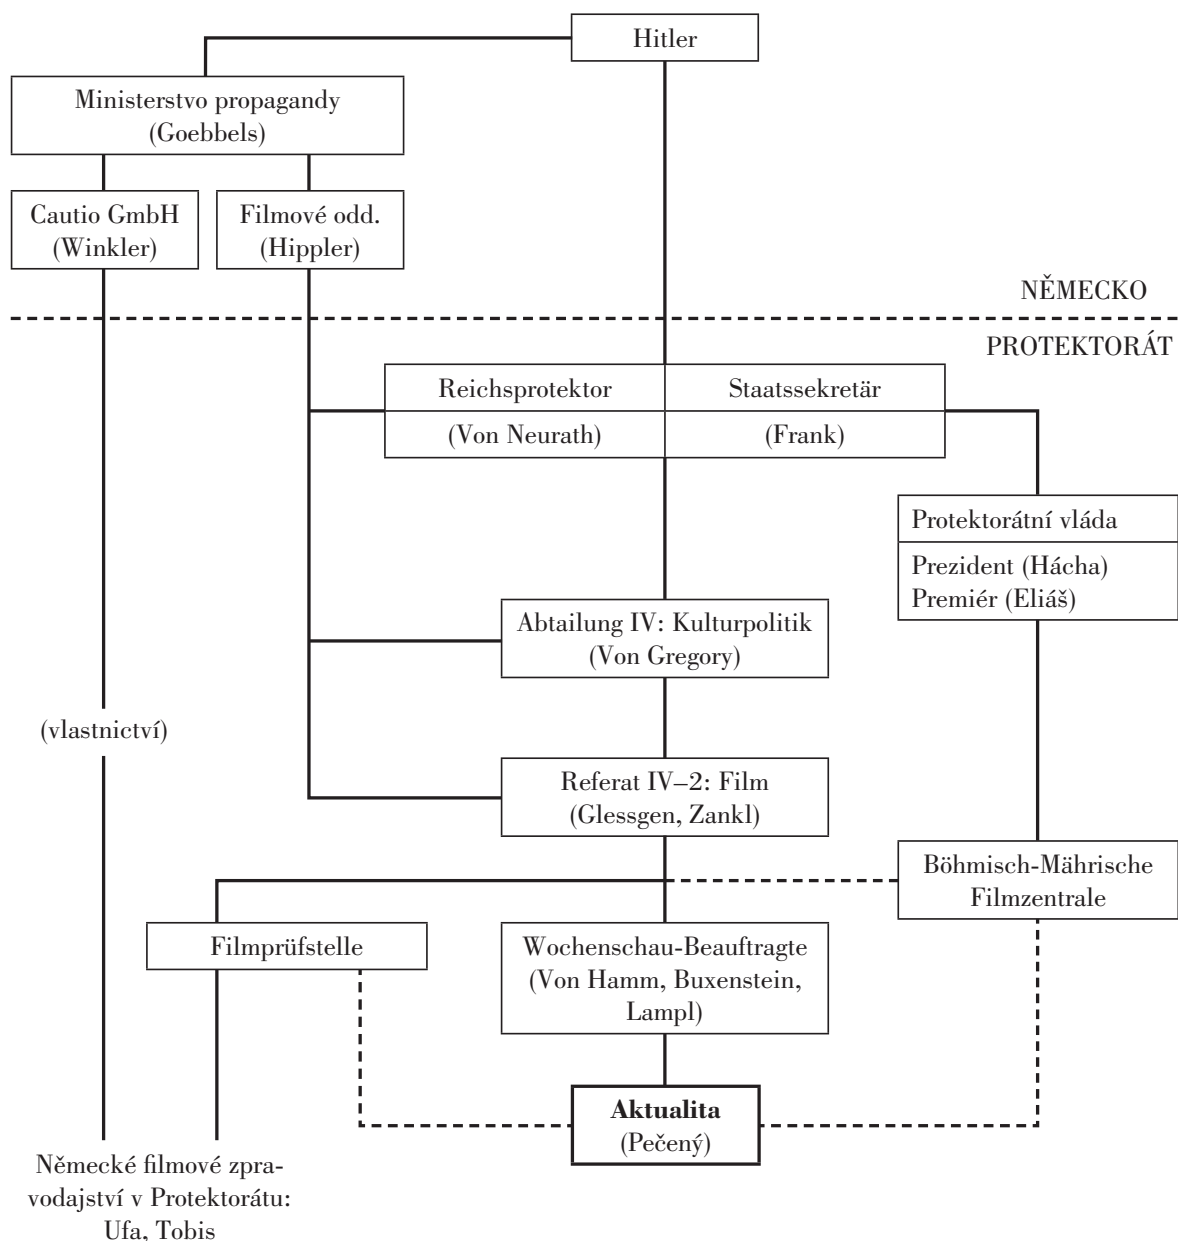 Hitler
Ministerstvo propagandy
(Goebbels)
Cautio GmbH
(Winkler)
Filmové odd.
(Hippler)
NĚMECKO
PROTEKTORÁT
Reichsprotektor
(Von Neurath)
Staatssekretär
(Frank)
Protektorátní vláda
Prezident (Hácha)
Premiér (Eliáš)
Abtailung IV: Kulturpolitik
(Von Gregory)
(vlastnictví)
Referat IV–2: Film
(Glessgen, Zankl)
Böhmisch-Mährische
Filmzentrale
Filmprüfstelle
Wochenschau-Beauftragte
(Von Hamm, Buxenstein,
Lampl)
Aktualita
(Pečený)
Německé filmové zpra-
vodajství v Protektorátu:
Ufa, Tobis